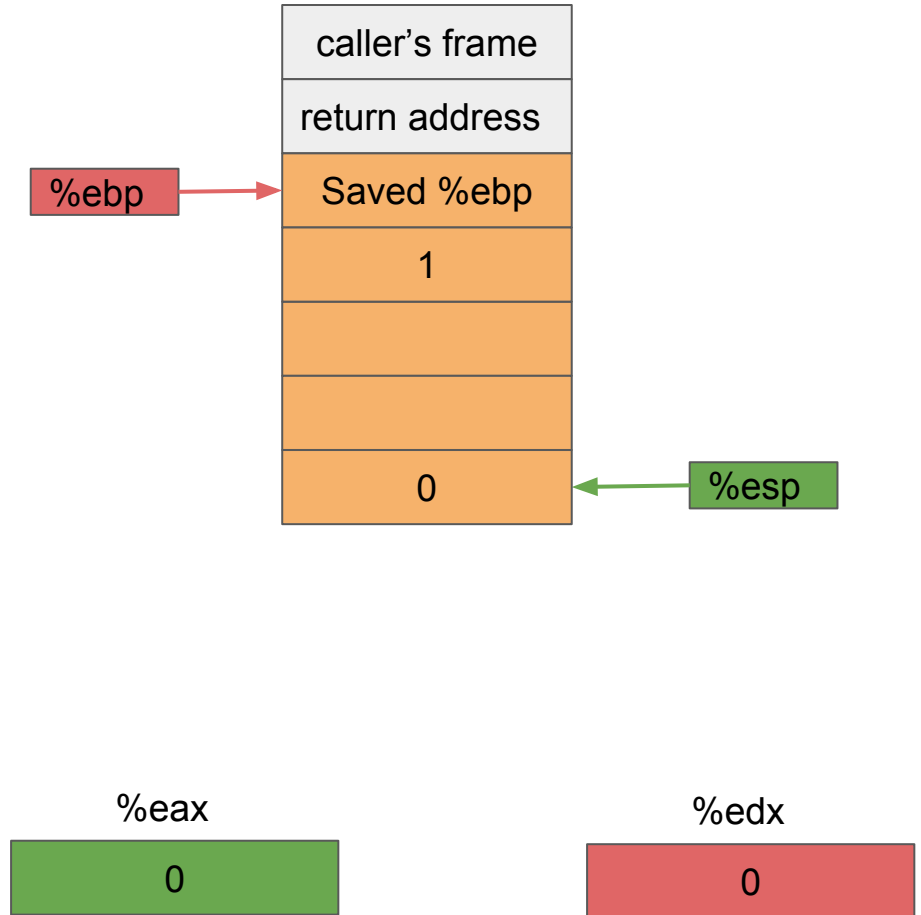 caller’s frame
return address
%ebp
Saved %ebp
1
0
%esp
%eax
%edx
0
0